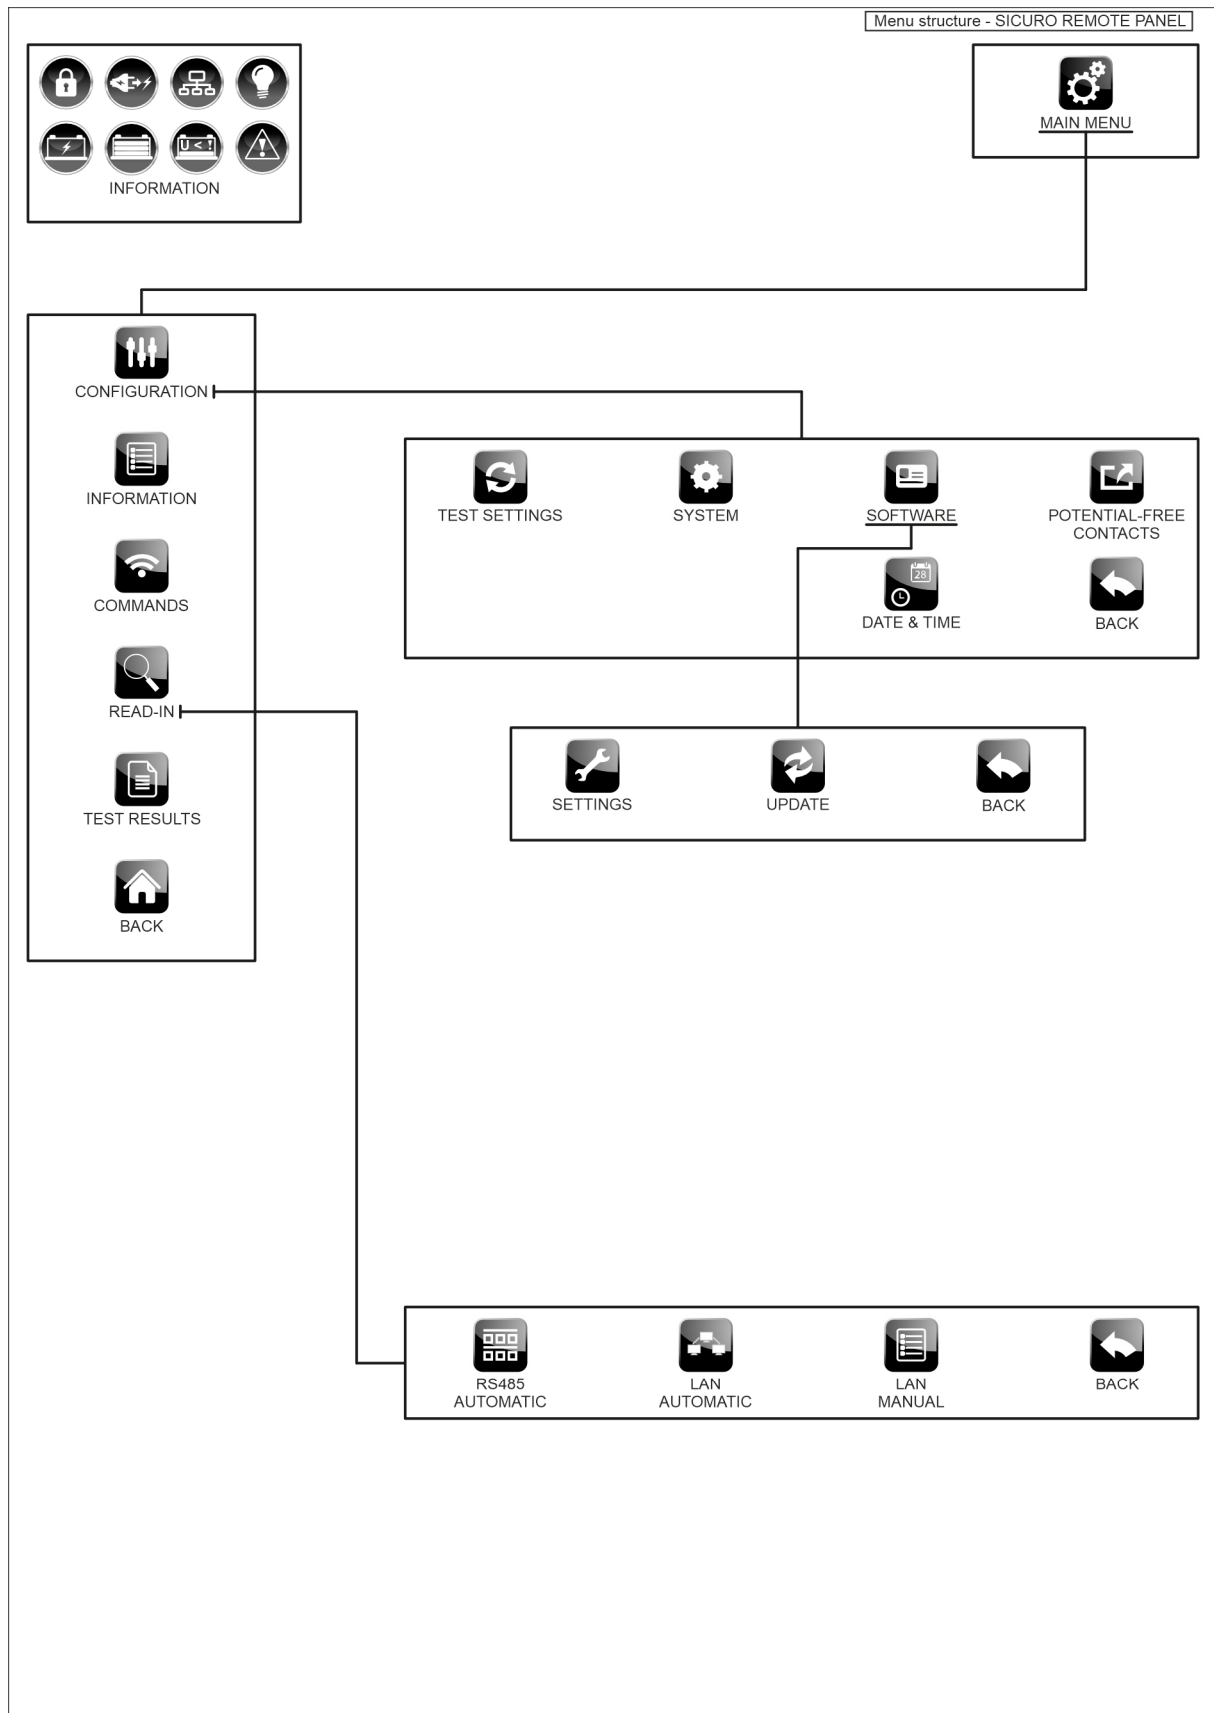 Menu structure - SICURO REMOTE PANEL
MAIN MENU
U < !
INFORMATION
CONFIGURATION
INFORMATION
COMMANDS
READ-IN
TEST RESULTS
BACK
TEST SETTINGS
SYSTEM
SOFTWARE
POTENTIAL-FREE
CONTACTS
28
DATE & TIME
BACK
SETTINGS
UPDATE
BACK
RS485
AUTOMATIC
LAN
AUTOMATIC
LAN
MANUAL
BACK